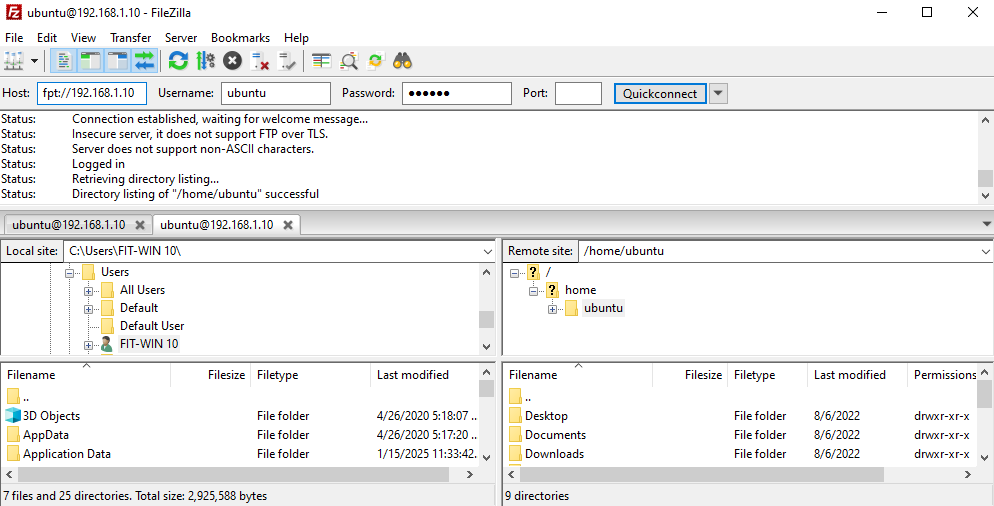 ubuntu@192.168.1.10 - FileZilla
File Edit View Transfer Server Bookmarks Help
Host: fpt://192.168.1.10 Username: ubuntu Password: ●●●●●● Port: Quickconnect
Status: Connection established, waiting for welcome message...
Status: Insecure server, it does not support FTP over TLS.
Status: Server does not support non-ASCII characters.
Status: Logged in
Status: Retrieving directory listing...
Status: Directory listing of "/home/ubuntu" successful
ubuntu@192.168.1.10 ubuntu@192.168.1.10
Local site: C:\Users\FIT-WIN 10\
Users
All Users
Default
Default User
FIT-WIN 10
Remote site: /home/ubuntu
/
home
ubuntu
Filename Filesize Filetype Last modified
..
3D Objects File folder 4/26/2020 5:18:07 ..
AppData File folder 4/26/2020 5:17:20 ..
Application Data File folder 1/15/2025 11:33:42..
7 files and 25 directories. Total size: 2,925,588 bytes
Filename Filesize Filetype Last modified Permissions
..
Desktop File folder 8/6/2022 drwxr-xr-x
Documents File folder 8/6/2022 drwxr-xr-x
Downloads File folder 8/6/2022 drwxr-xr-x
9 directories